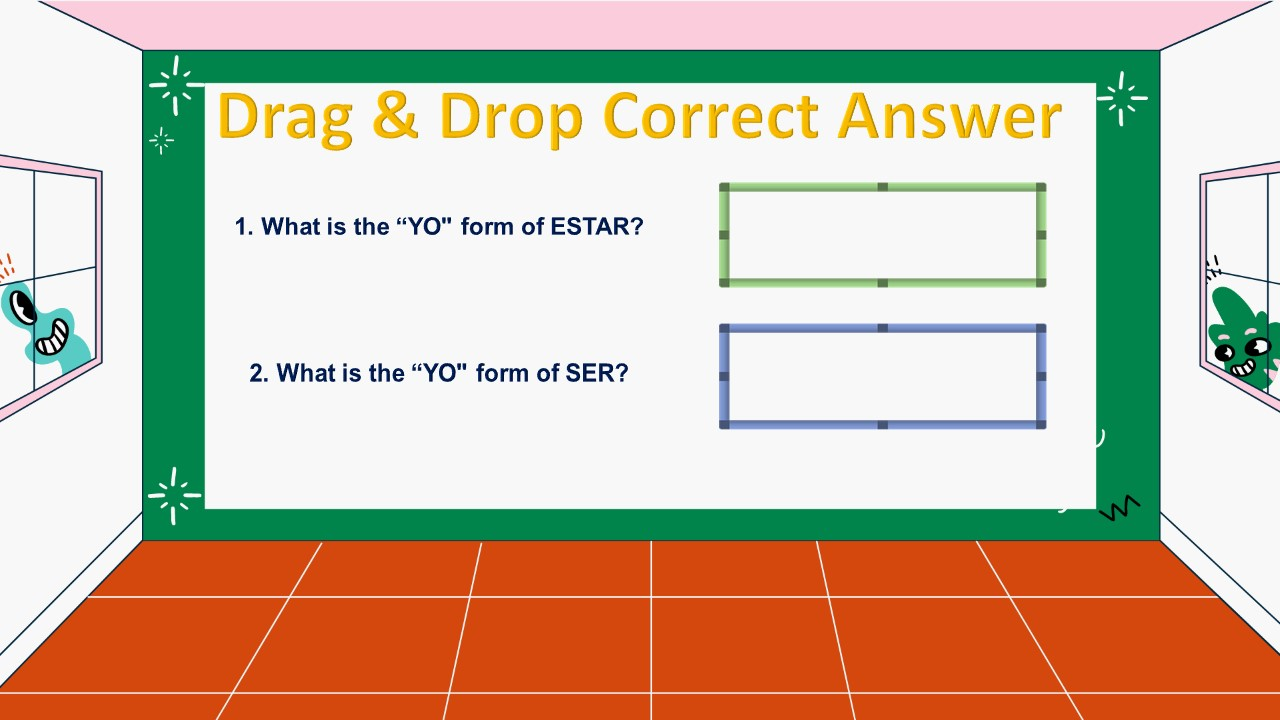 Drag & Drop Correct Answer
1. What is the “YO" form of ESTAR?
2. What is the “YO" form of SER?